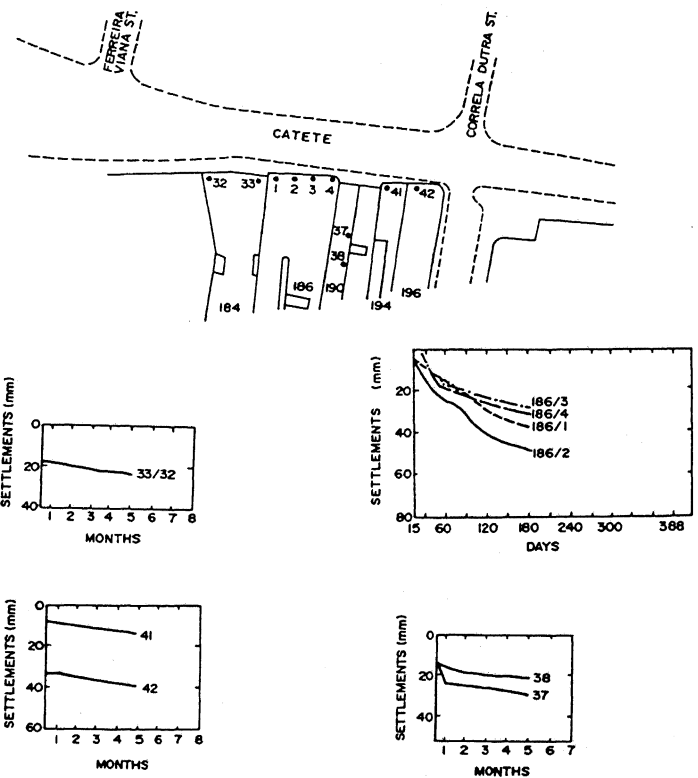 FERREIRA
VIANA ST.
CORRELA DUTRA ST.
CATETE
32 33 1 2 3 4 41 42
37
38
186 190
184 194 196
SETTLEMENTS (mm)
0
20
40
33/32
1 2 3 4 5 6 7 8
MONTHS
SETTLEMENTS (mm)
20
40
60
80
186/3
186/4
186/1
186/2
15 60 120 180 240 300 388
DAYS
SETTLEMENTS (mm)
0
20
40
60
41
42
1 2 3 4 5 6 7 8
MONTHS
SETTLEMENTS (mm)
0
20
40
38
37
1 2 3 4 5 6 7
MONTHS